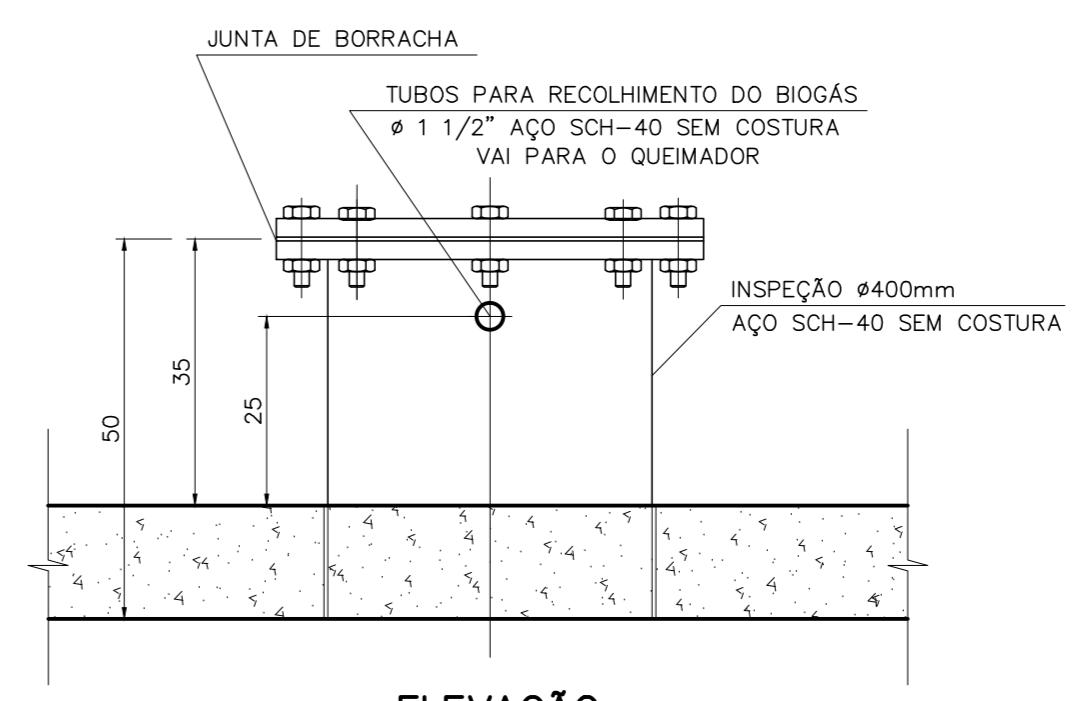 JUNTA DE BORRACHA
TUBOS PARA RECOLHIMENTO DO BIOGÁS
ø 1 1/2" AÇO SCH-40 SEM COSTURA
VAI PARA O QUEIMADOR
INSPEÇÃO ø400mm
AÇO SCH-40 SEM COSTURA
50
35
25
ELEVAÇÃO